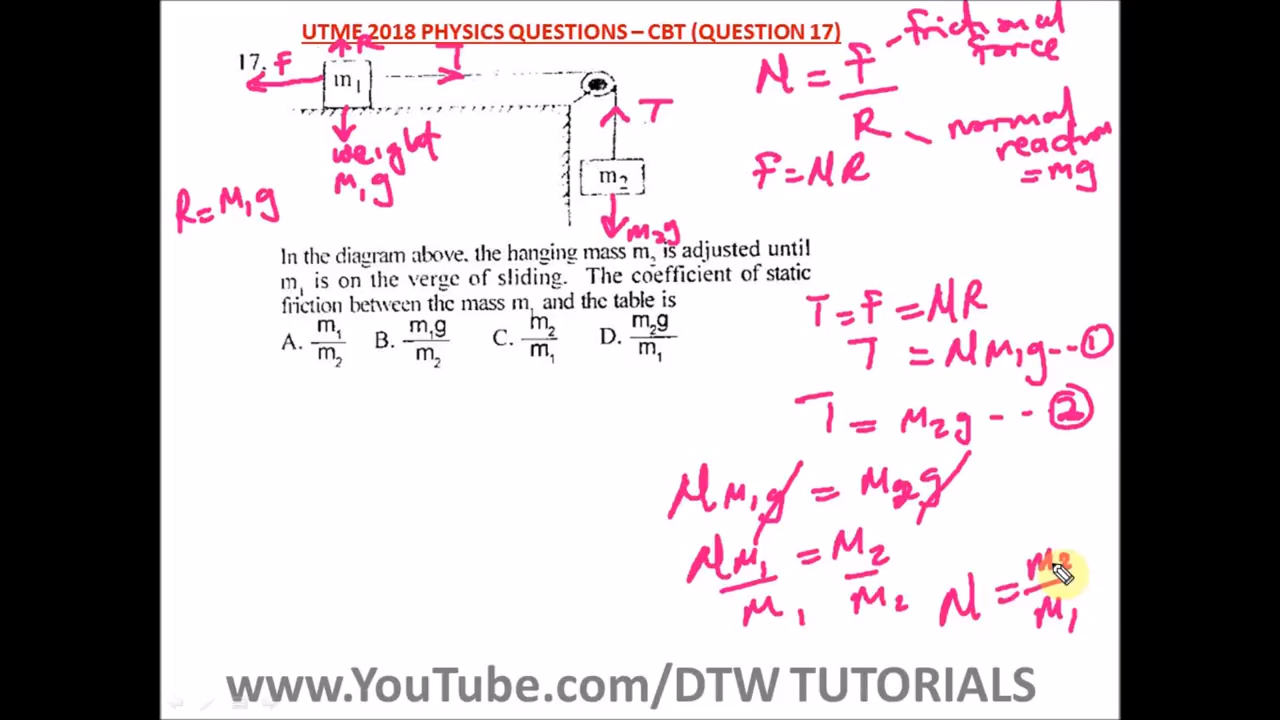 UTME 2018 PHYSICS QUESTIONS – CBT (QUESTION 17)
17.
F
R
T
m1
T
m2
weight
M1g
R = M1g
m2g
μ = F/R
frictional force
normal reaction = mg
F = μR
In the diagram above, the hanging mass m2 is adjusted until
m1 is on the verge of sliding. The coefficient of static
friction between the mass m1 and the table is
A. m1/m2 B. m1g/m2 C. m2/m1 D. m2g/m1
T = F = μR
T = μM1g -- ①
T = M2g -- ②
μM1g = M2g
μM1/M1 = M2/M2
μ = M2/M1
www.YouTube.com/DTW TUTORIALS